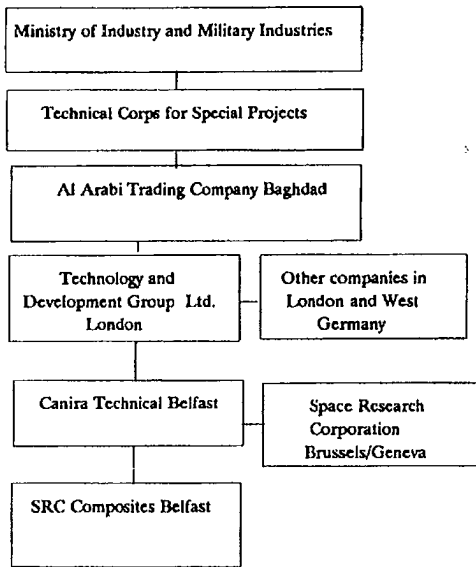 Ministry of Industry and Military Industries
Technical Corps for Special Projects
Al Arabi Trading Company Baghdad
Technology and
Development Group Ltd.
London
Other companies in
London and West
Germany
Canira Technical Belfast
Space Research
Corporation
Brussels/Geneva
SRC Composites Belfast